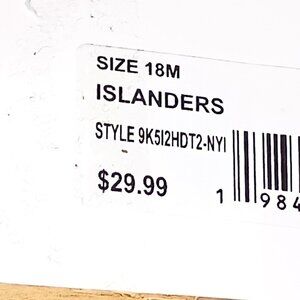 SIZE 18M
ISLANDERS
STYLE 9K5I2HDT2-NYI
$29.99
1 984